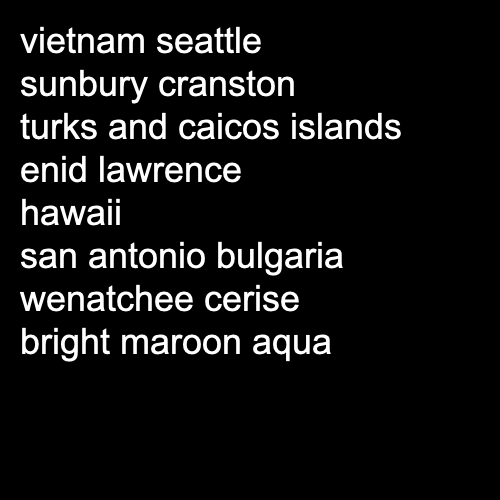 vietnam seattle
sunbury cranston
turks and caicos islands
enid lawrence
hawaii
san antonio bulgaria
wenatchee cerise
bright maroon aqua